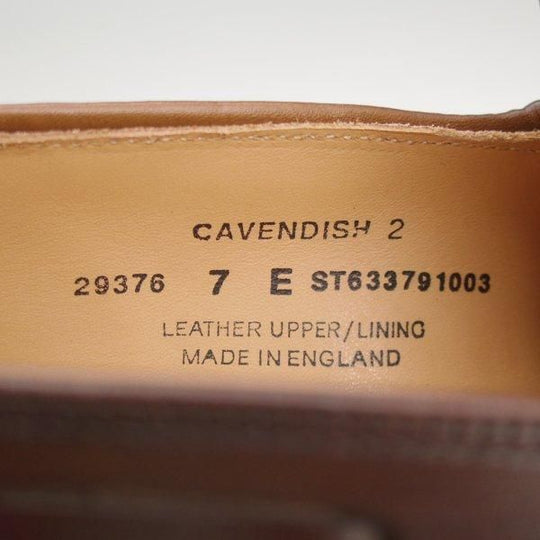 CAVENDISH 2
29376 7 E ST633791003
LEATHER UPPER/LINING
MADE IN ENGLAND